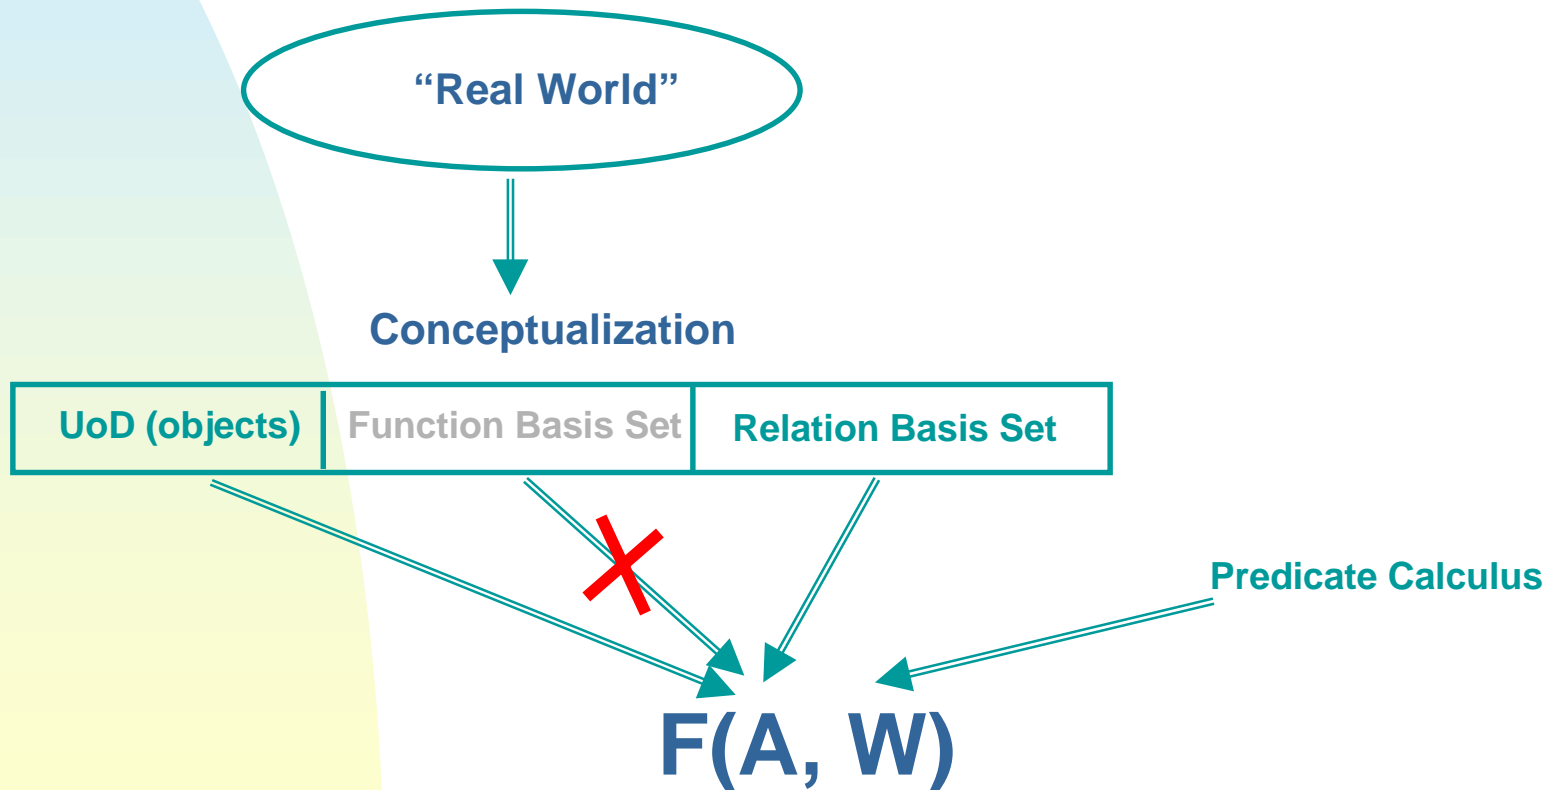 “Real World”
Conceptualization
UoD (objects)
Function Basis Set
Relation Basis Set
Predicate Calculus
F(A, W)